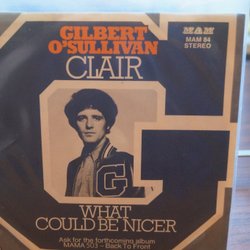 GILBERT
O'SULLIVAN
CLAIR
MAM
MAM 84
STEREO
G
WHAT
COULD BE NICER
Ask for the forthcoming album
MAMA 503 – Back To Front